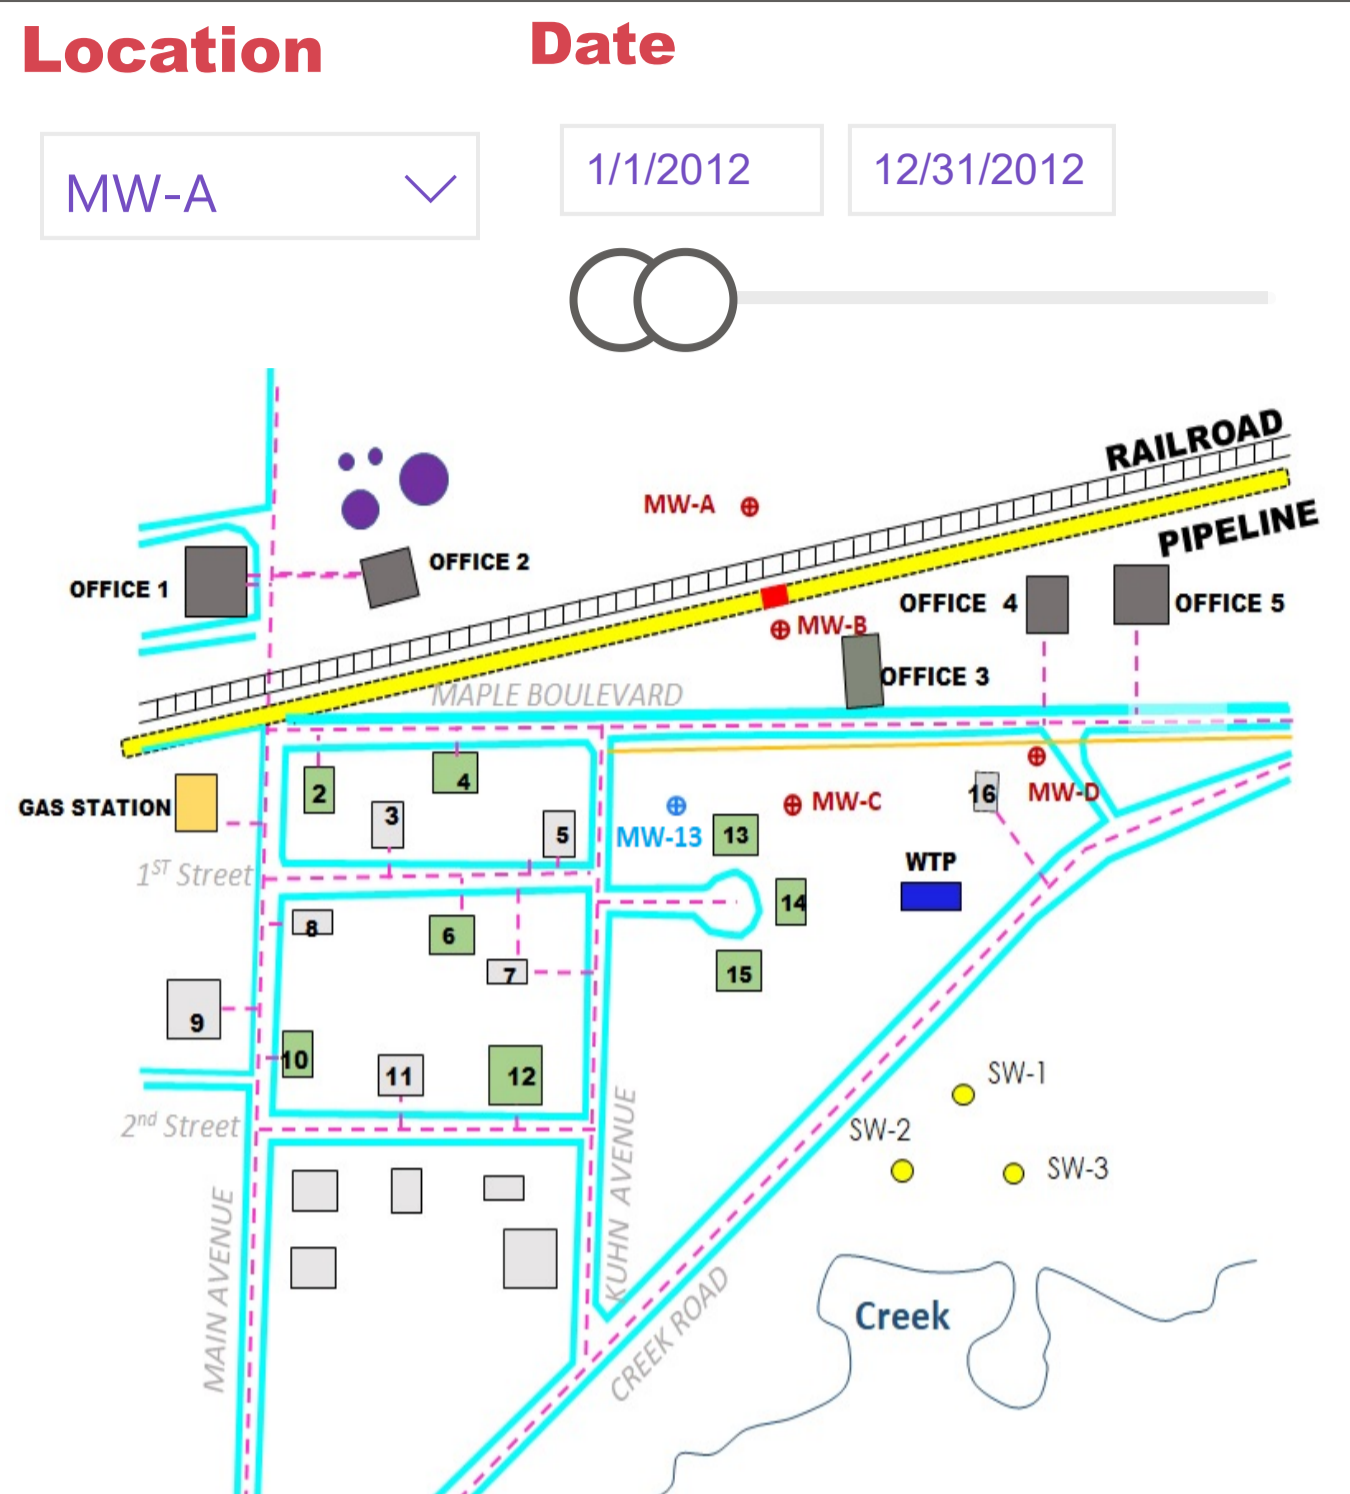 Location
Date
MW-A
1/1/2012
12/31/2012
RAILROAD
MW-A
PIPELINE
OFFICE 2
OFFICE 1
OFFICE 4
OFFICE 5
MW-B
OFFICE 3
MAPLE BOULEVARD
MW-D
4
2
16
GAS STATION
3
MW-C
5
MW-13
13
WTP
1ST Street
14
8
6
7
15
9
10
11
12
SW-1
2nd Street
SW-2
SW-3
MAIN AVENUE
KUHN AVENUE
CREEK ROAD
Creek